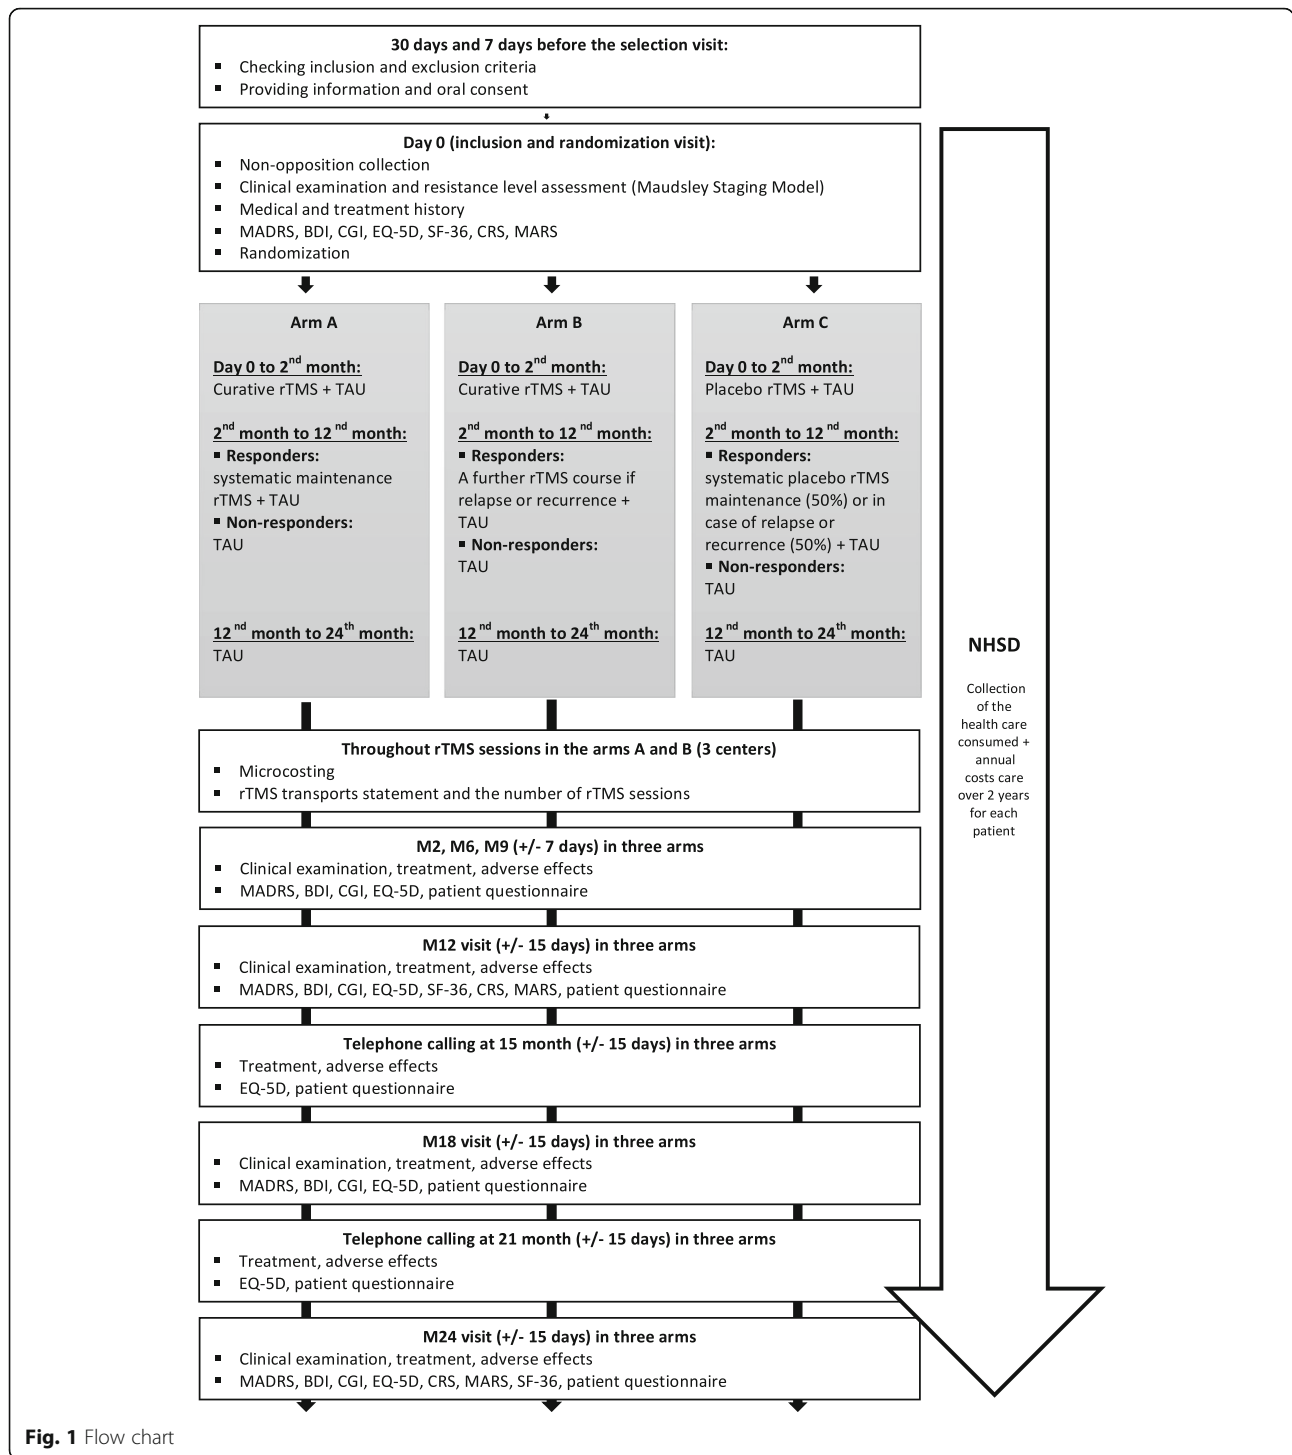 30 days and 7 days before the selection visit:
▪ Checking inclusion and exclusion criteria
▪ Providing information and oral consent
Day 0 (inclusion and randomization visit):
▪ Non-opposition collection
▪ Clinical examination and resistance level assessment (Maudsley Staging Model)
▪ Medical and treatment history
▪ MADRS, BDI, CGI, EQ-5D, SF-36, CRS, MARS
▪ Randomization
Arm A
Day 0 to 2nd month:
Curative rTMS + TAU
2nd month to 12nd month:
▪ Responders:
systematic maintenance
rTMS + TAU
▪ Non-responders:
TAU
12nd month to 24th month:
TAU
Arm B
Day 0 to 2nd month:
Curative rTMS + TAU
2nd month to 12nd month:
▪ Responders:
A further rTMS course if
relapse or recurrence +
TAU
▪ Non-responders:
TAU
12nd month to 24th month:
TAU
Arm C
Day 0 to 2nd month:
Placebo rTMS + TAU
2nd month to 12nd month:
▪ Responders:
systematic placebo rTMS
maintenance (50%) or in
case of relapse or
recurrence (50%) + TAU
▪ Non-responders:
TAU
12nd month to 24th month:
TAU
Throughout rTMS sessions in the arms A and B (3 centers)
▪ Microcosting
▪ rTMS transports statement and the number of rTMS sessions
M2, M6, M9 (+/- 7 days) in three arms
▪ Clinical examination, treatment, adverse effects
▪ MADRS, BDI, CGI, EQ-5D, patient questionnaire
M12 visit (+/- 15 days) in three arms
▪ Clinical examination, treatment, adverse effects
▪ MADRS, BDI, CGI, EQ-5D, SF-36, CRS, MARS, patient questionnaire
Telephone calling at 15 month (+/- 15 days) in three arms
▪ Treatment, adverse effects
▪ EQ-5D, patient questionnaire
M18 visit (+/- 15 days) in three arms
▪ Clinical examination, treatment, adverse effects
▪ MADRS, BDI, CGI, EQ-5D, patient questionnaire
Telephone calling at 21 month (+/- 15 days) in three arms
▪ Treatment, adverse effects
▪ EQ-5D, patient questionnaire
M24 visit (+/- 15 days) in three arms
▪ Clinical examination, treatment, adverse effects
▪ MADRS, BDI, CGI, EQ-5D, CRS, MARS, SF-36, patient questionnaire
NHSD
Collection
of the
health care
consumed +
annual
costs care
over 2 years
for each
patient
Fig. 1 Flow chart